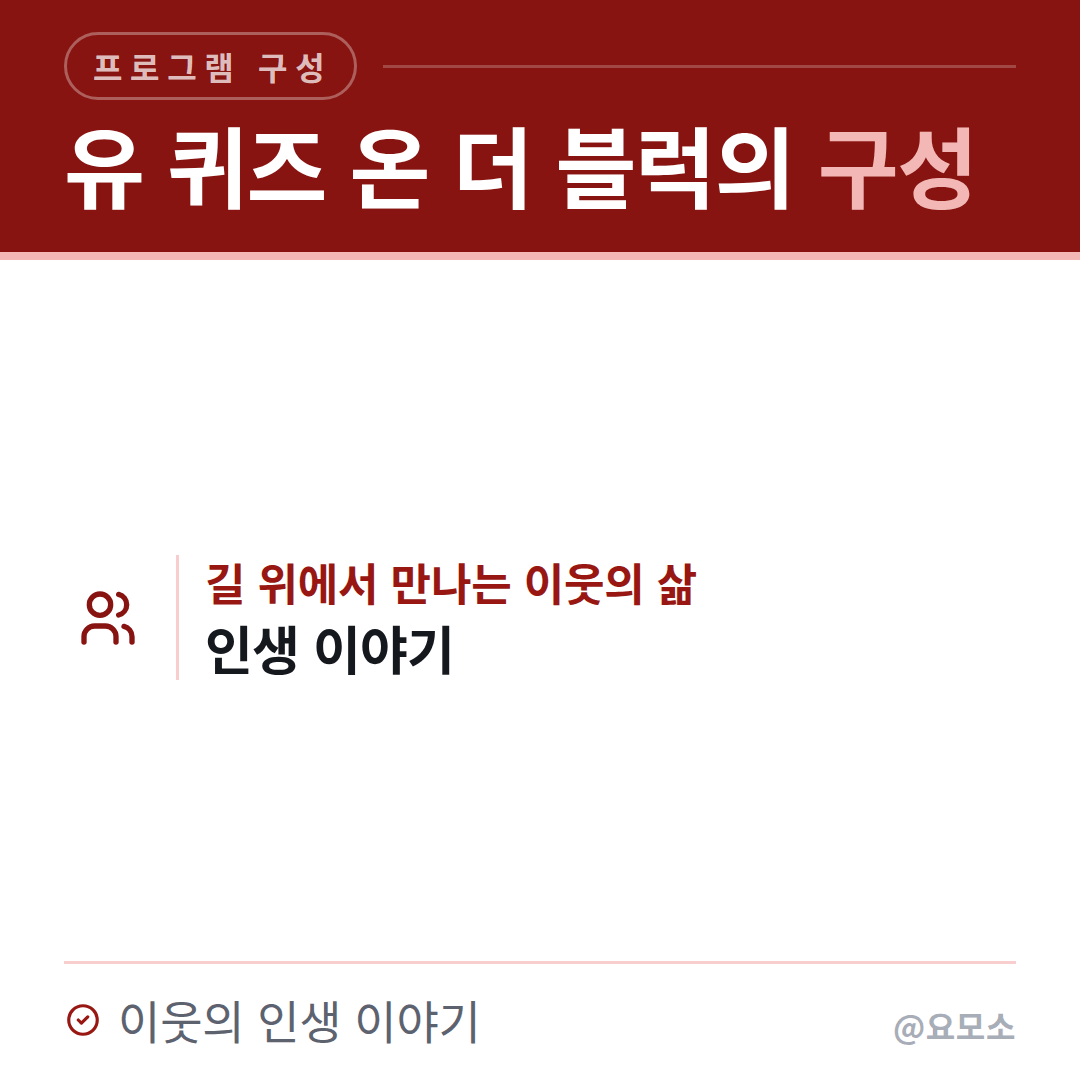 프로그램 구성
유 퀴즈 온 더 블럭의 구성
길 위에서 만나는 이웃의 삶
인생 이야기
이웃의 인생 이야기
@요모소